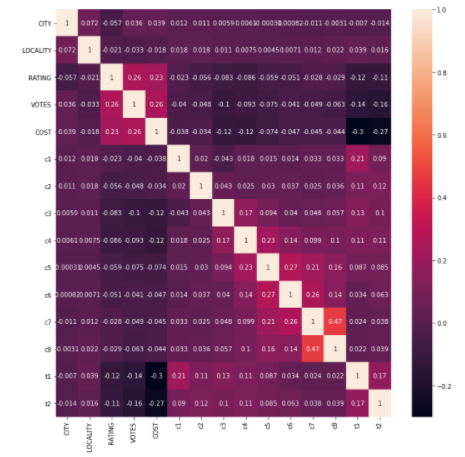 CITY 1 0.072 -0.057 0.036 0.039 0.012 0.011 0.0059 0.0061 0.00031 0.00082 -0.011 -0.0031 -0.007 -0.014
LOCALITY 0.072 1 -0.021 -0.033 -0.018 0.018 0.018 0.011 0.0075 0.0045 0.0071 0.012 0.022 0.039 0.016
RATING -0.057 -0.021 1 0.26 0.23 -0.023 -0.056 -0.083 -0.086 -0.059 -0.051 -0.028 -0.029 -0.12 -0.11
VOTES 0.036 -0.033 0.26 1 0.26 -0.04 -0.048 -0.1 -0.093 -0.075 -0.041 -0.049 -0.063 -0.14 -0.16
COST 0.039 -0.018 0.23 0.26 1 -0.038 -0.034 -0.12 -0.12 -0.074 -0.047 -0.045 -0.044 -0.3 -0.27
c1 0.012 0.018 -0.023 -0.04 -0.038 1 0.02 -0.043 0.018 0.015 0.014 0.033 0.033 0.21 0.09
c2 0.011 0.018 -0.056 -0.048 -0.034 0.02 1 0.043 0.025 0.03 0.037 0.025 0.036 0.11 0.12
c3 0.0059 0.011 -0.083 -0.1 -0.12 -0.043 0.043 1 0.17 0.094 0.04 0.048 0.057 0.13 0.1
c4 0.0061 0.0075 -0.086 -0.093 -0.12 0.018 0.025 0.17 1 0.23 0.14 0.099 0.1 0.11 0.11
c5 0.00031 0.0045 -0.059 -0.075 -0.074 0.015 0.03 0.094 0.23 1 0.27 0.21 0.16 0.087 0.085
c6 0.00082 0.0071 -0.051 -0.041 -0.047 0.014 0.037 0.04 0.14 0.27 1 0.26 0.14 0.034 0.063
c7 -0.011 0.012 -0.028 -0.049 -0.045 0.033 0.025 0.048 0.099 0.21 0.26 1 0.47 0.024 0.038
c8 -0.0031 0.022 -0.029 -0.063 -0.044 0.033 0.036 0.057 0.1 0.16 0.14 0.47 1 0.022 0.039
t1 -0.007 0.039 -0.12 -0.14 -0.3 0.21 0.11 0.13 0.11 0.087 0.034 0.024 0.022 1 0.17
t2 -0.014 0.016 -0.11 -0.16 -0.27 0.09 0.12 0.1 0.11 0.085 0.063 0.038 0.039 0.17 1
CITY LOCALITY RATING VOTES COST c1 c2 c3 c4 c5 c6 c7 c8 t1 t2
1.0
0.8
0.6
0.4
0.2
0.0
-0.2